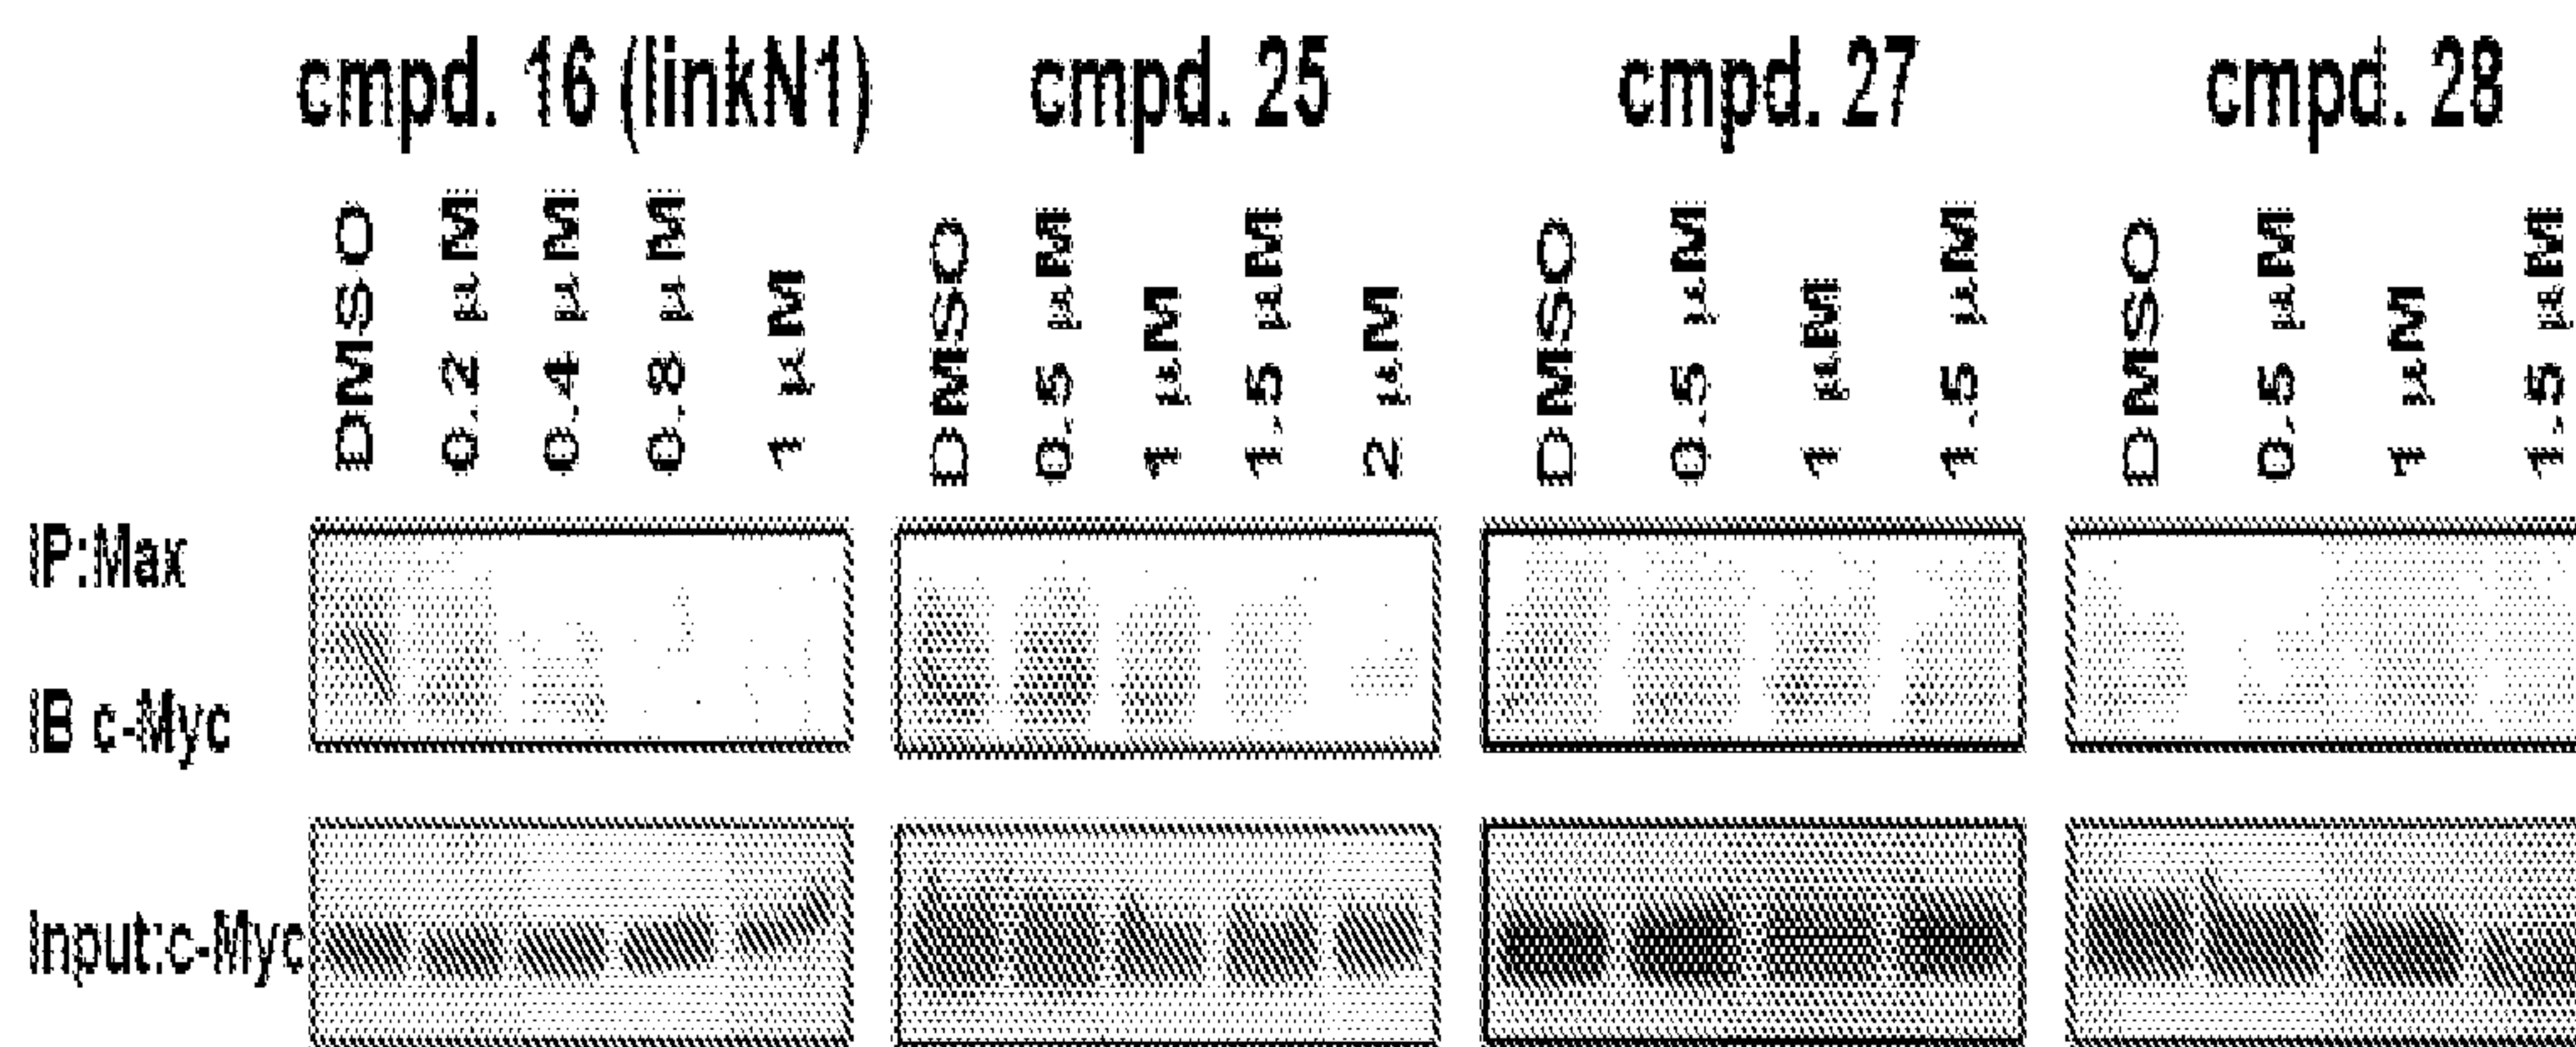 cmpd. 16 (linkN1) cmpd. 25 cmpd. 27 cmpd. 28
DMSO 0.2 µM 0.4 µM 0.8 µM 1 µM DMSO 0.5 µM 1 µM 1.5 µM 2 µM DMSO 0.5 µM 1 µM 1.5 µM DMSO 0.5 µM 1 µM 1.5 µM
IP:Max
IB c-Myc
Input:c-Myc